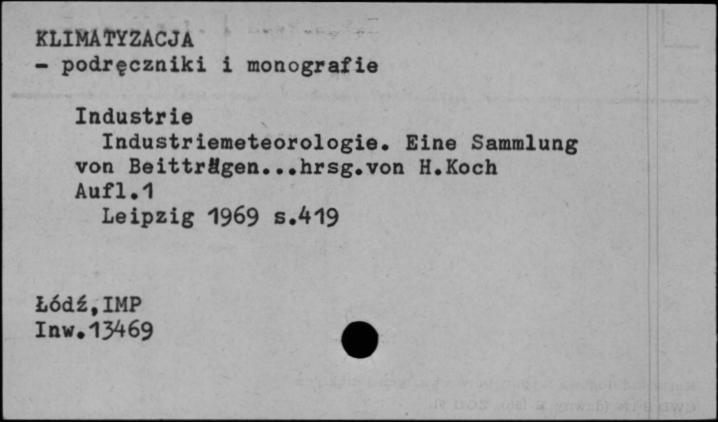 KLIMATYZACJA
- podręczniki i monografie
Industrie
Industriemeteorologie. Eine Sammlung
von Beitträgen...hrsg.von H.Koch
Aufl.1
Leipzig 1969 s.419
Łódź,IMP
Inw.13469